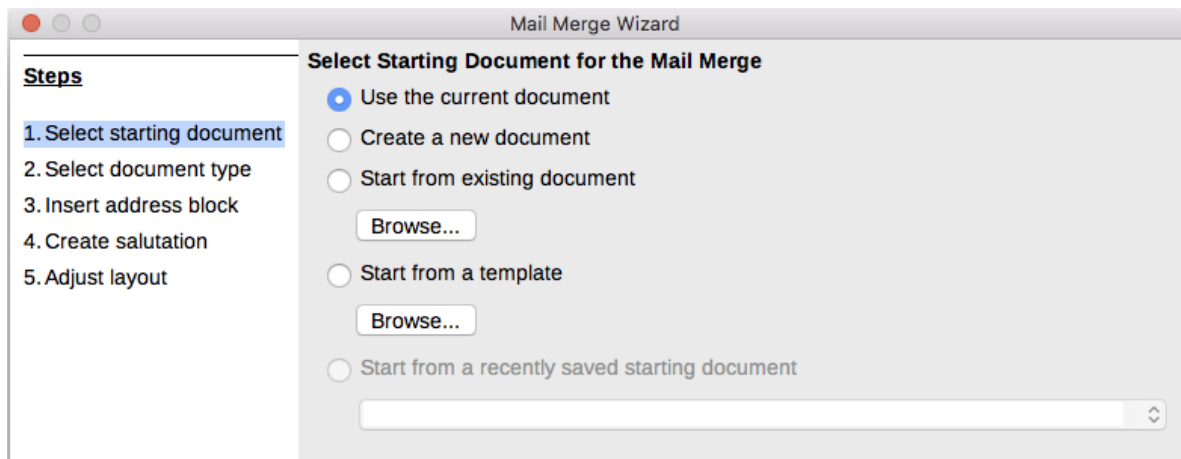 Mail Merge Wizard
Steps
1. Select starting document
2. Select document type
3. Insert address block
4. Create salutation
5. Adjust layout
Select Starting Document for the Mail Merge
Use the current document
Create a new document
Start from existing document
Browse...
Start from a template
Browse...
Start from a recently saved starting document